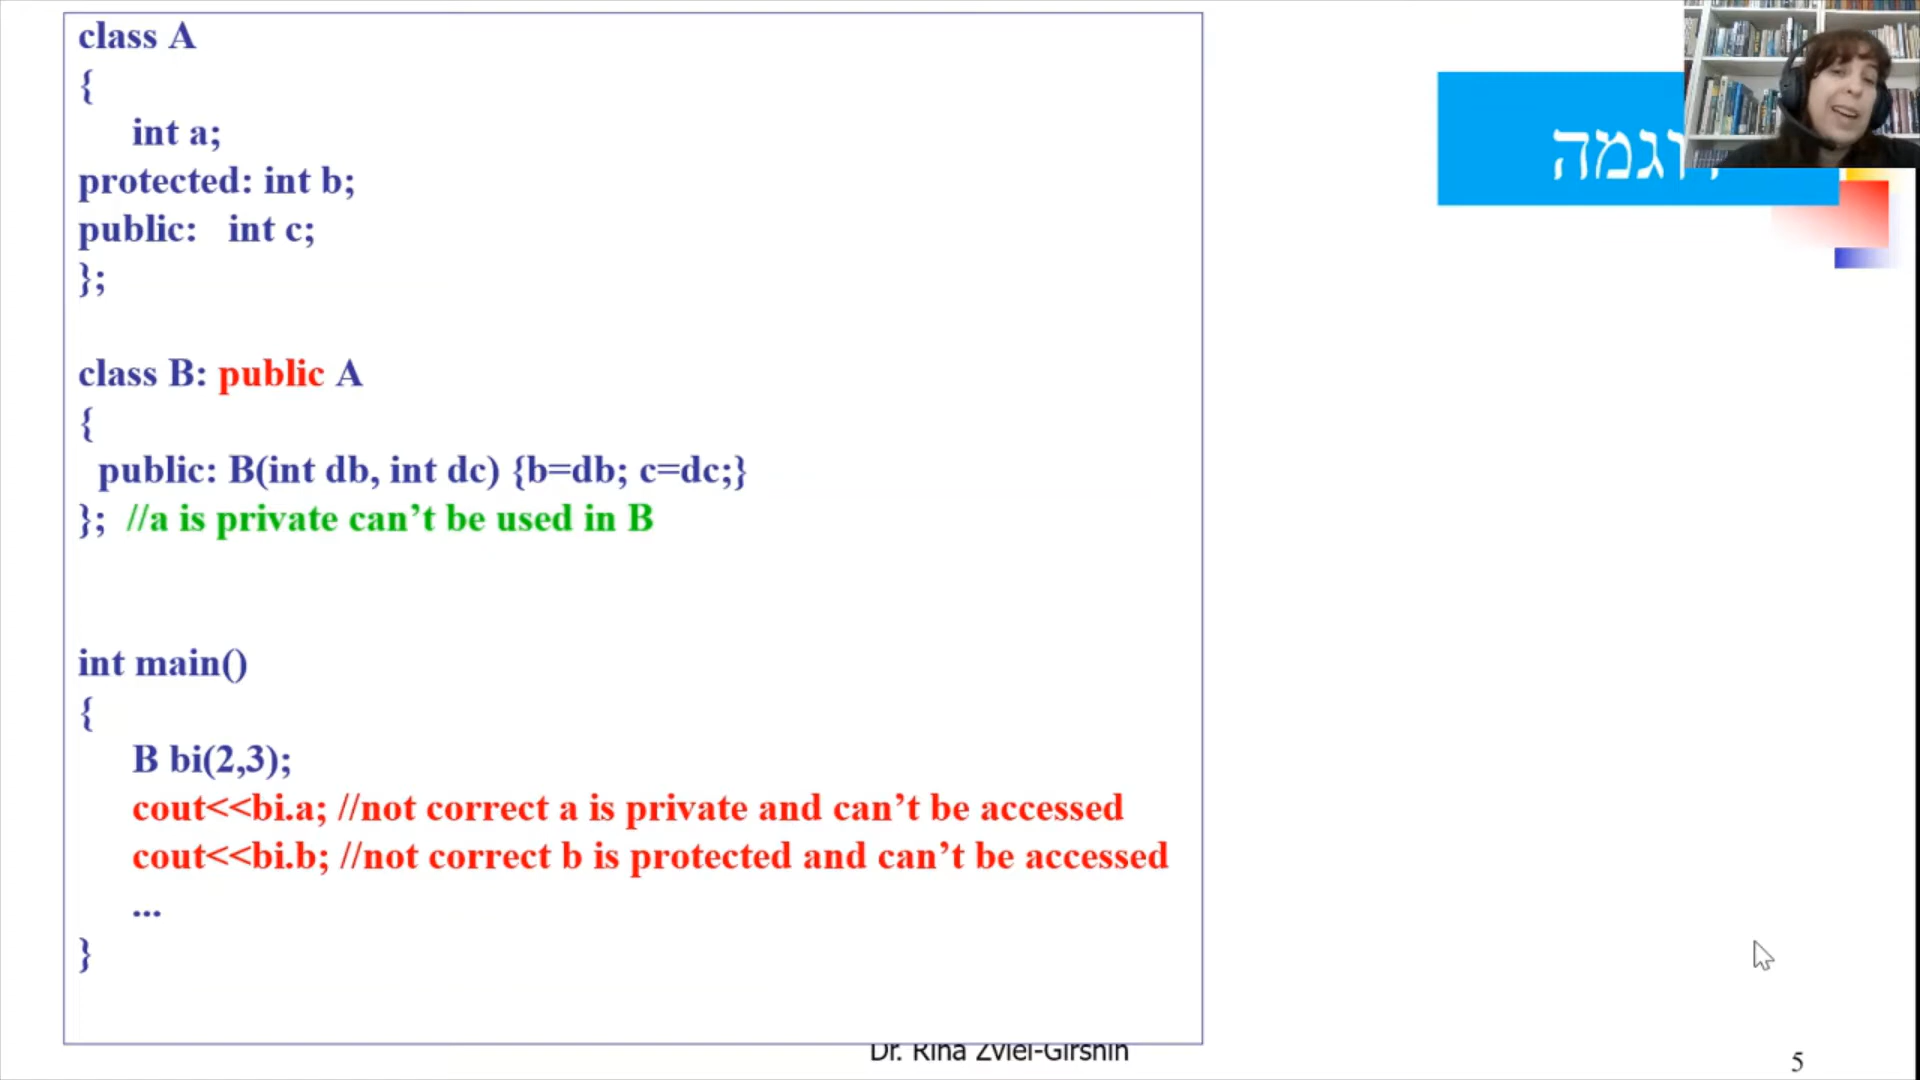 class A
{
int a;
protected: int b;
public: int c;
};
class B: public A
{
public: B(int db, int dc) {b=db; c=dc;}
}; //a is private can’t be used in B
int main()
{
B bi(2,3);
cout<<bi.a; //not correct a is private and can’t be accessed
cout<<bi.b; //not correct b is protected and can’t be accessed
...
}
Dr. Rina Zviel-Girshin
5